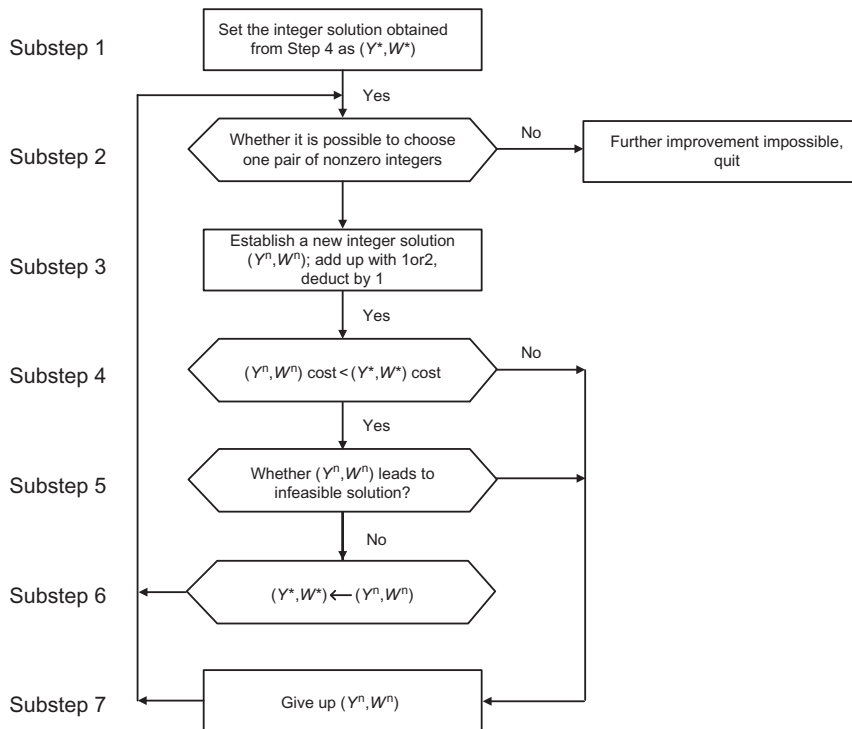 Substep 1
Set the integer solution obtained
from Step 4 as (Y*,W*)
Yes
Substep 2
Whether it is possible to choose
one pair of nonzero integers
No
Further improvement impossible,
quit
Substep 3
Establish a new integer solution
(Yⁿ,Wⁿ); add up with 1or2,
deduct by 1
Yes
Substep 4
(Yⁿ,Wⁿ) cost < (Y*,W*) cost
No
Yes
Substep 5
Whether (Yⁿ,Wⁿ) leads to
infeasible solution?
No
Substep 6
(Y*,W*) ← (Yⁿ,Wⁿ)
Substep 7
Give up (Yⁿ,Wⁿ)